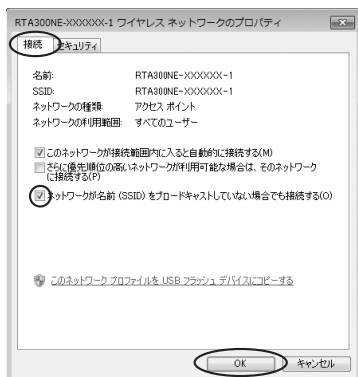 RTA300NE-XXXXXX-1 ワイヤレス ネットワークのプロパティ
接続 セキュリティ
名前: RTA300NE-XXXXXX-1
SSID: RTA300NE-XXXXXX-1
ネットワークの種類: アクセス ポイント
ネットワークの利用範囲: すべてのユーザー
このネットワークが接続範囲内に入ると自動的に接続する(M)
さらに優先順位の高いネットワークが利用可能な場合は、そのネットワーク
に接続する(P)
ネットワークが名前 (SSID) をブロードキャストしていない場合でも接続する(O)
このネットワーク プロファイルを USB フラッシュ デバイスにコピーする
OK キャンセル